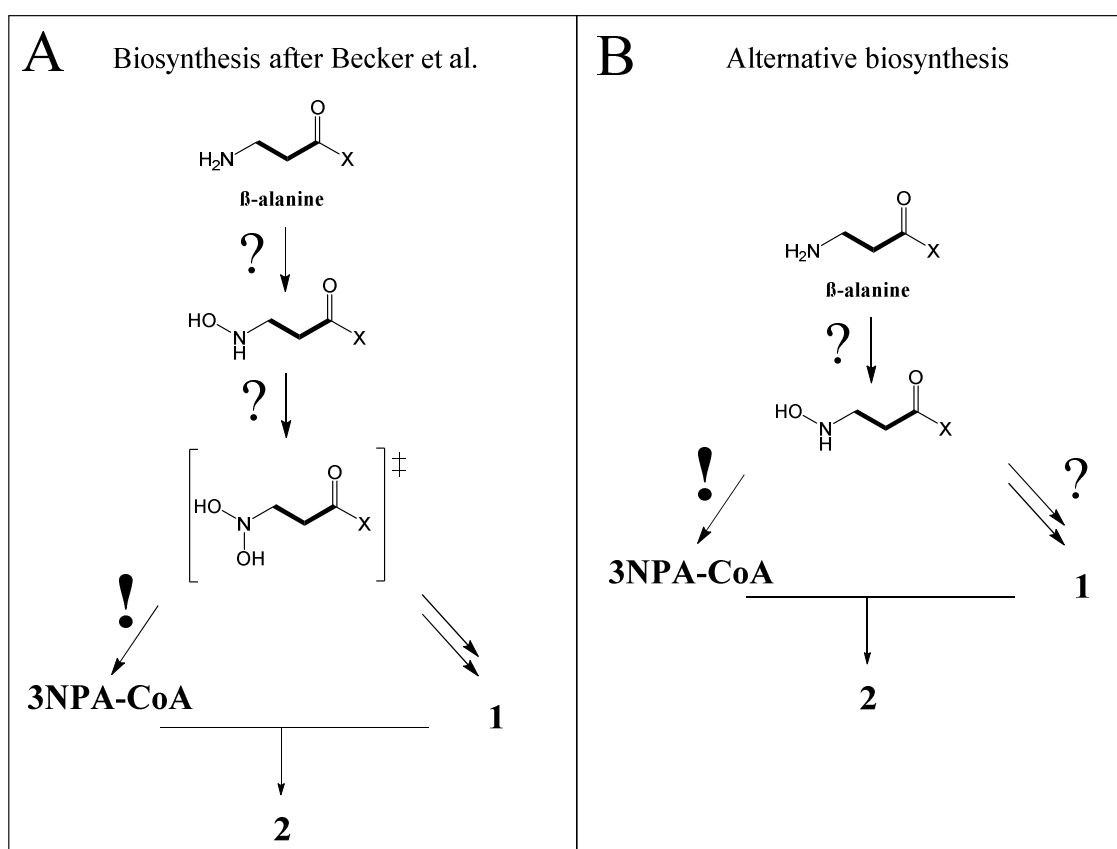 A
Biosynthesis after Becker et al.
O
H₂N
X
ß-alanine
?
O
HO
N
H
X
?
‡
O
HO
N
X
OH
!
3NPA-CoA
1
2
B
Alternative biosynthesis
O
H₂N
X
ß-alanine
?
O
HO
N
H
X
!
?
3NPA-CoA
1
2